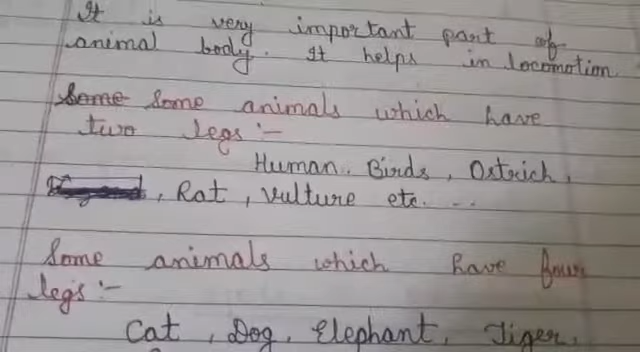 It is very important part of
animal body. It helps in locomotion.
Some Some animals which have
two legs :-
Human. Birds, Ostrich,
, Rat, Vulture etc. ...
Some animals which have four
legs :-
Cat, Dog, Elephant, Tiger,